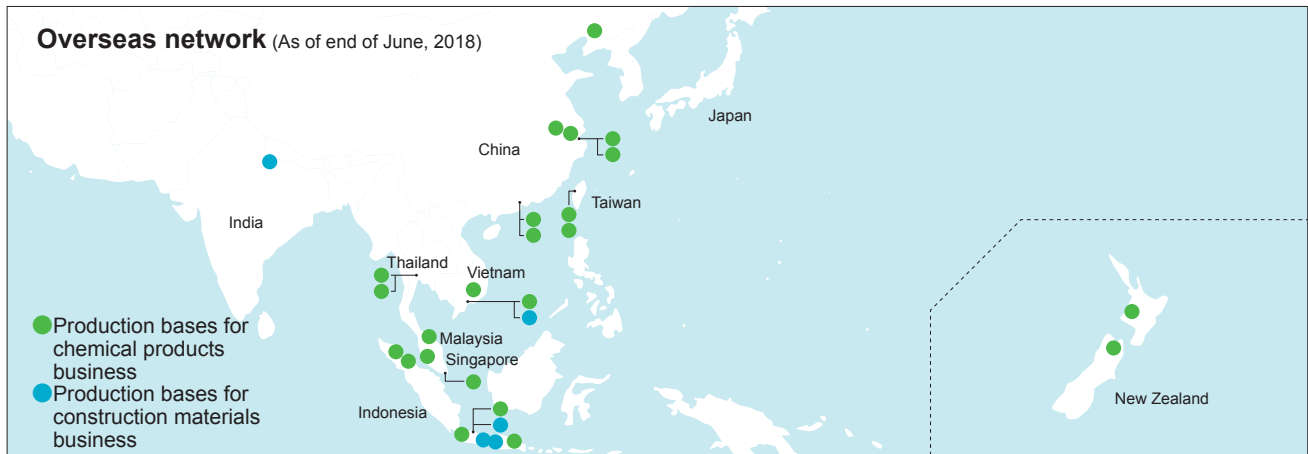 Overseas network (As of end of June, 2018)
Japan
China
Taiwan
India
Thailand
Vietnam
Production bases for
chemical products
business
Malaysia
Singapore
Production bases for
construction materials
business
Indonesia
New Zealand